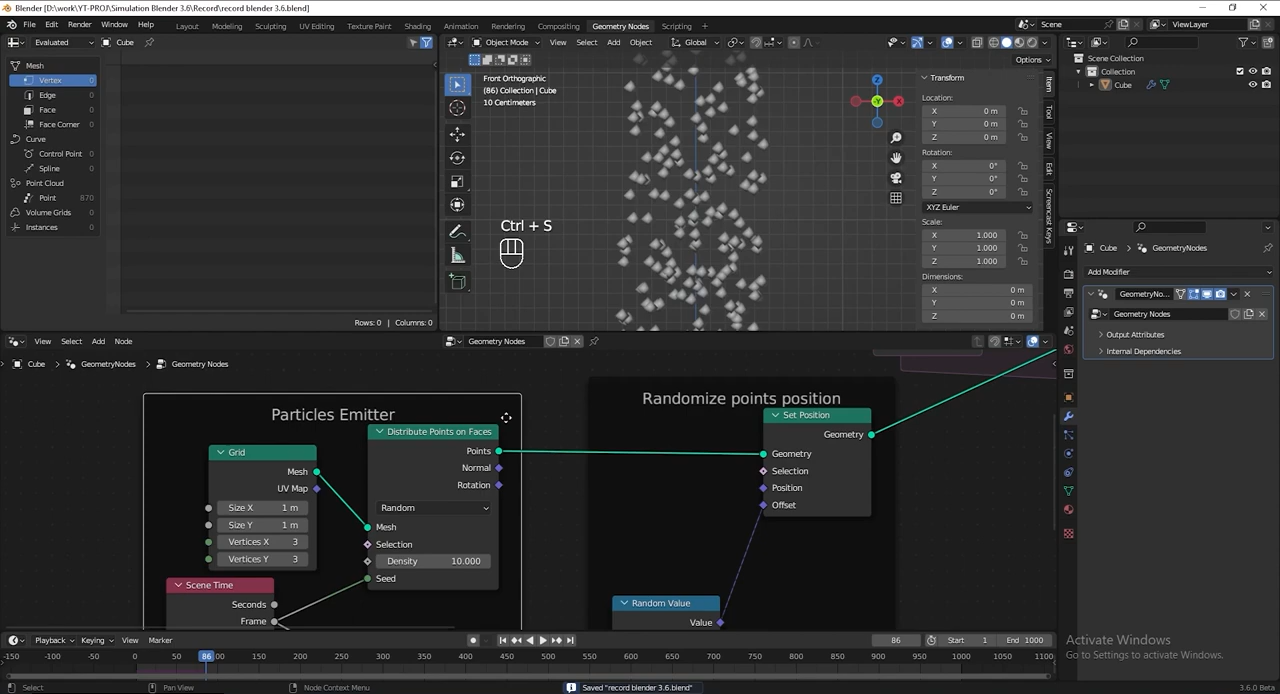 Blender [D:\work\YT-PROJ\Simulation Blender 3.6\Record\record blender 3.6.blend]
File Edit Render Window Help Layout Modeling Sculpting UV Editing Texture Paint Shading Animation Rendering Compositing Geometry Nodes Scripting + Scene ViewLayer
Evaluated Cube
Mesh
Vertex 0
Edge 0
Face 0
Face Corner 0
Curve
Control Point 0
Spline 0
Point Cloud
Point 870
Volume Grids 0
Instances 0
Rows: 0 | Columns: 0
Object Mode View Select Add Object Global
Options
Front Orthographic
(86) Collection | Cube
10 Centimeters
Ctrl + S
Z
X
-Y
Transform
Location:
X 0 m
Y 0 m
Z 0 m
Rotation:
X 0°
Y 0°
Z 0°
XYZ Euler
Scale:
X 1.000
Y 1.000
Z 1.000
Dimensions:
X 0 m
Y 0 m
Z 0 m
Item
Tool
View
Edit
Screencast Keys
Scene Collection
Collection
Cube
Cube GeometryNodes
Add Modifier
GeometryNo...
Geometry Nodes
Output Attributes
Internal Dependencies
View Select Add Node Geometry Nodes
Cube GeometryNodes Geometry Nodes
Particles Emitter
Grid
Mesh
UV Map
Size X 1 m
Size Y 1 m
Vertices X 3
Vertices Y 3
Scene Time
Seconds
Frame
Distribute Points on Faces
Points
Normal
Rotation
Random
Mesh
Selection
Density 10.000
Seed
Randomize points position
Set Position
Geometry
Geometry
Selection
Position
Offset
Random Value
Value
Playback Keying View Marker 86 Start 1 End 1000
-150 -100 -50 0 50 86 150 200 250 300 350 400 450 500 550 600 650 700 750 800 850 900 950 1000 1050 1100
Activate Windows
Go to Settings to activate Windows.
Select Pan View Node Context Menu Saved "record blender 3.6.blend" 3.6.0 Beta